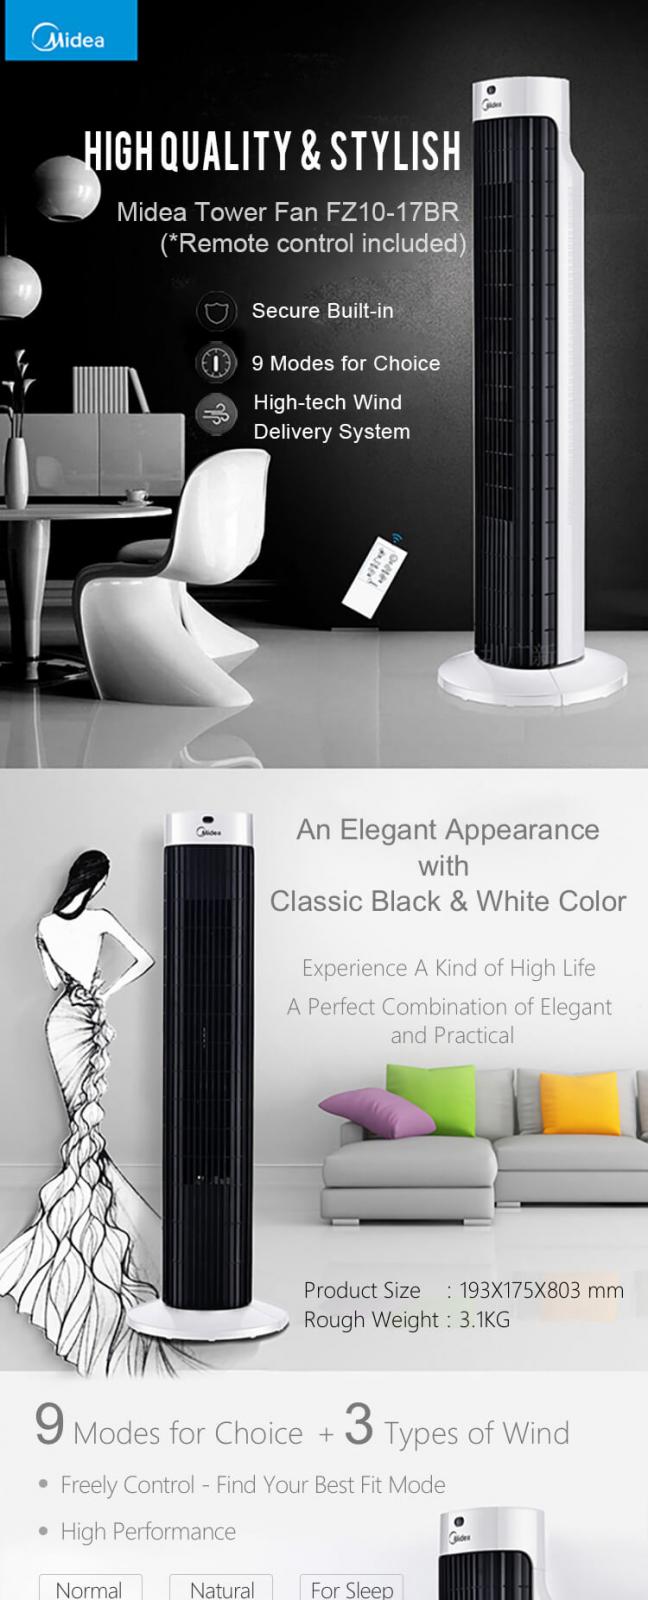 Midea
Midea
HIGH QUALITY & STYLISH
Midea Tower Fan FZ10-17BR
(*Remote control included)
Secure Built-in
9 Modes for Choice
High-tech Wind
Delivery System
Midea
An Elegant Appearance
with
Classic Black & White Color
Experience A Kind of High Life
A Perfect Combination of Elegant
and Practical
Product Size : 193X175X803 mm
Rough Weight : 3.1KG
9 Modes for Choice + 3 Types of Wind
• Freely Control - Find Your Best Fit Mode
• High Performance
Midea
Normal Natural For Sleep